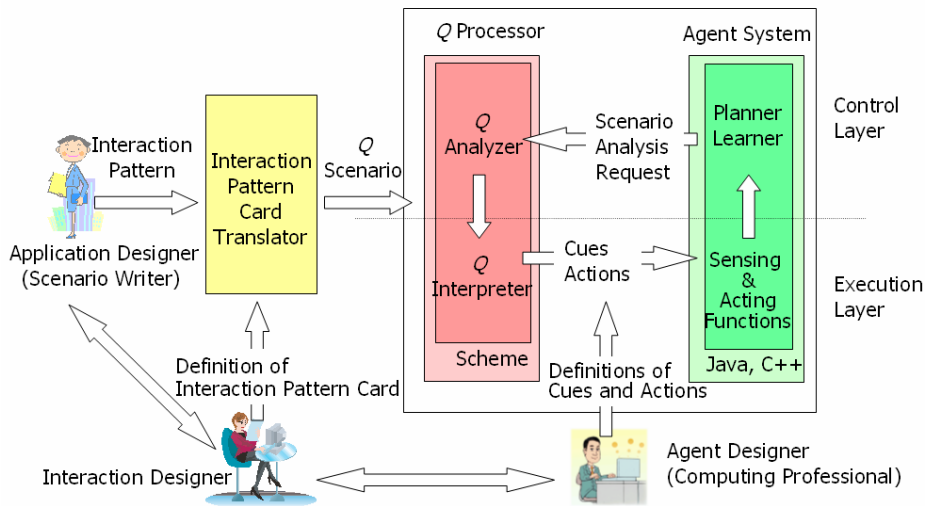 Q Processor
Agent System
Interaction
Pattern
Interaction
Pattern
Card
Translator
Q
Scenario
Q
Analyzer
Scenario
Analysis
Request
Planner
Learner
Control
Layer
Application Designer
(Scenario Writer)
Q
Interpreter
Cues
Actions
Sensing
&
Acting
Functions
Execution
Layer
Scheme
Java, C++
Definition of
Interaction Pattern Card
Definitions of
Cues and Actions
Interaction Designer
Agent Designer
(Computing Professional)